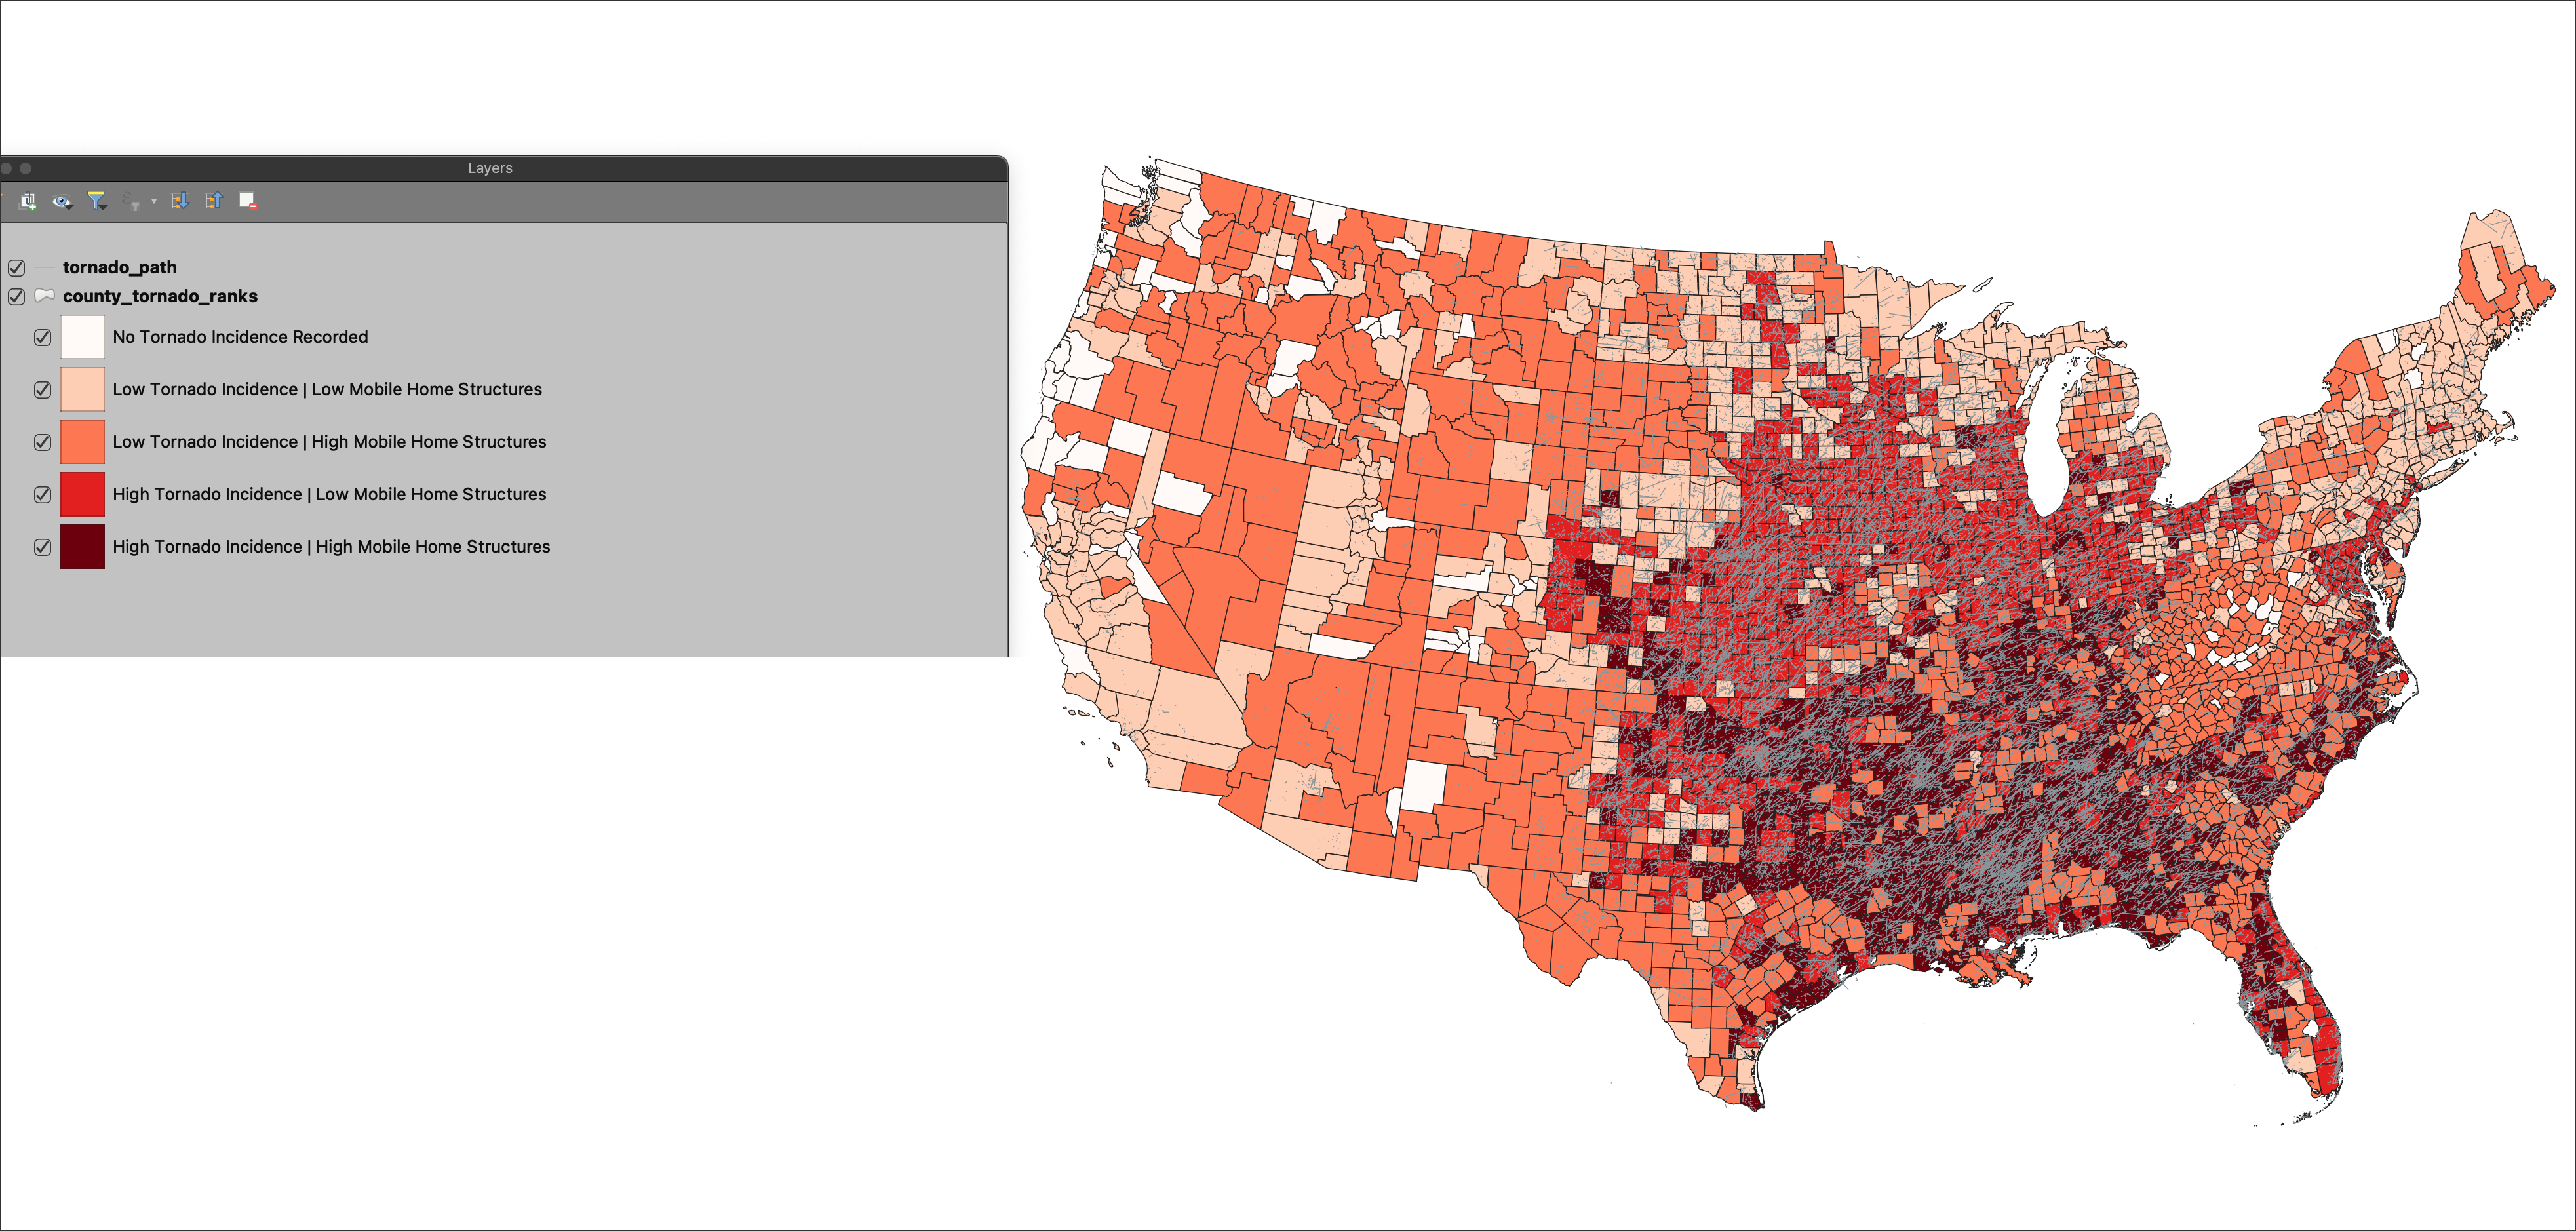 Layers
tornado_path
county_tornado_ranks
No Tornado Incidence Recorded
Low Tornado Incidence | Low Mobile Home Structures
Low Tornado Incidence | High Mobile Home Structures
High Tornado Incidence | Low Mobile Home Structures
High Tornado Incidence | High Mobile Home Structures